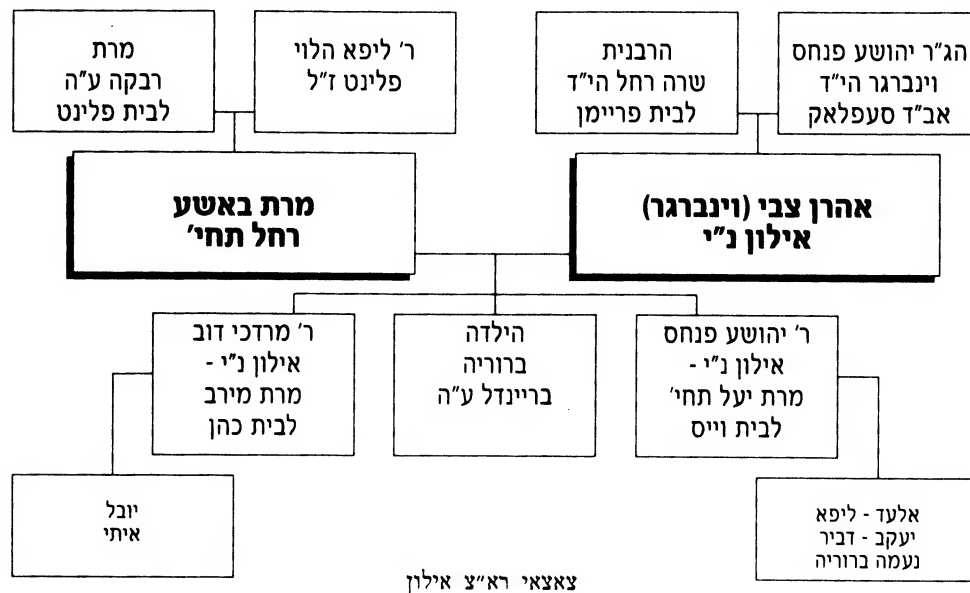 הג"ר יהושע פנחס
וינברגר הי"ד
אב"ד סעפלאק
הרבנית
שרה רחל הי"ד
לבית פריימן
ר' ליפא הלוי
פלינט ז"ל
מרת
רבקה ע"ה
לבית פלינט
אהרן צבי (וינברגר)
אילון נ"י
מרת באשע
רחל תחי'
ר' יהושע פנחס
אילון נ"י -
מרת יעל תחי'
לבית וייס
הילדה
ברוריה
בריינדל ע"ה
ר' מרדכי דוב
אילון נ"י -
מרת מירב
לבית כהן
אלעד - ליפא
יעקב - דביר
נעמה ברוריה
יובל
איתי
צאצאי רא"צ אילון